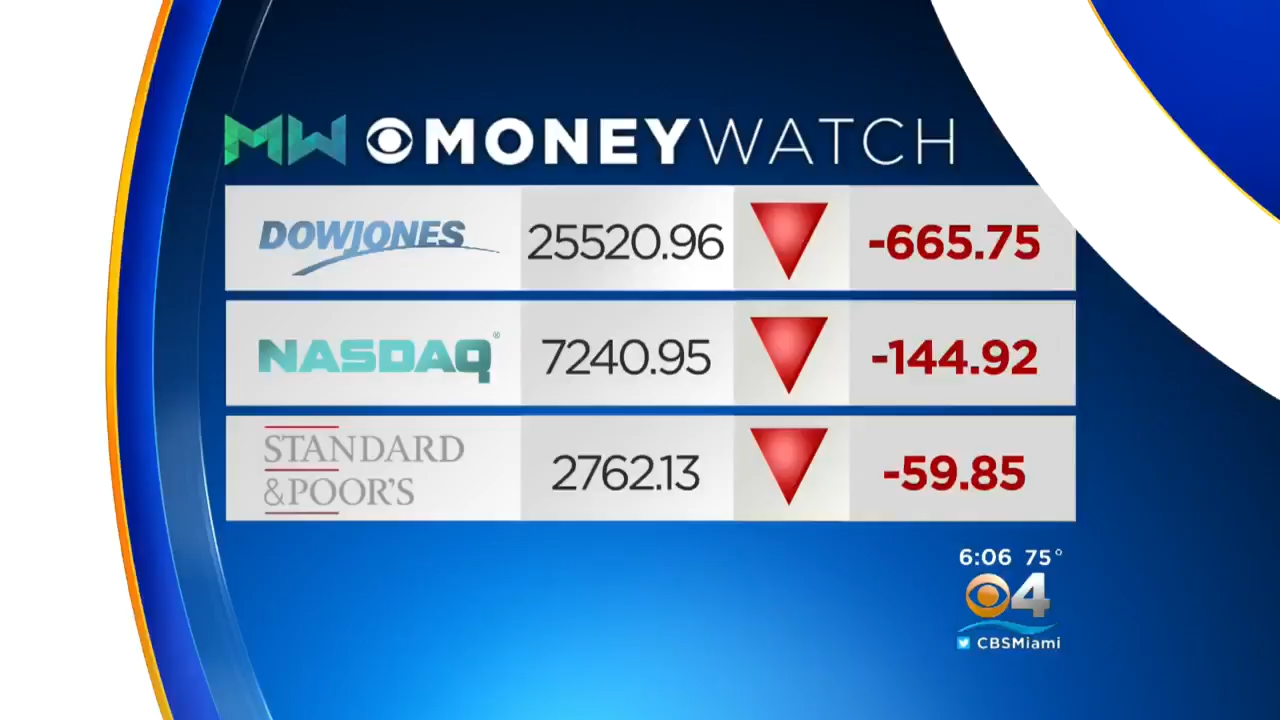 MW MONEYWATCH
DOWJONES 25520.96 -665.75
NASDAQ® 7240.95 -144.92
STANDARD
&POOR'S 2762.13 -59.85
6:06 75°
4
CBSMiami